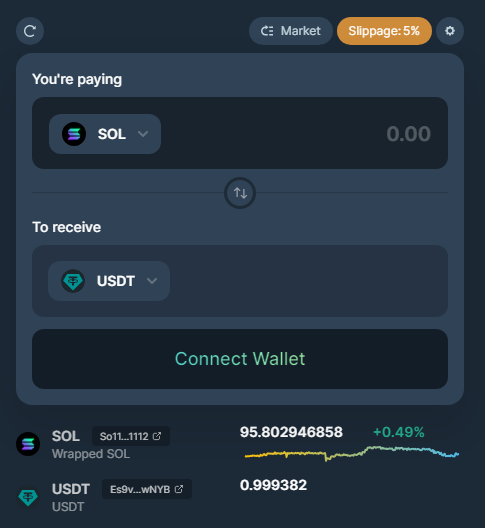 Market Slippage: 5%
You're paying
SOL 0.00
To receive
USDT
Connect Wallet
SOL So11...1112 95.802946858 +0.49%
Wrapped SOL
USDT Es9v...wNYB 0.999382
USDT